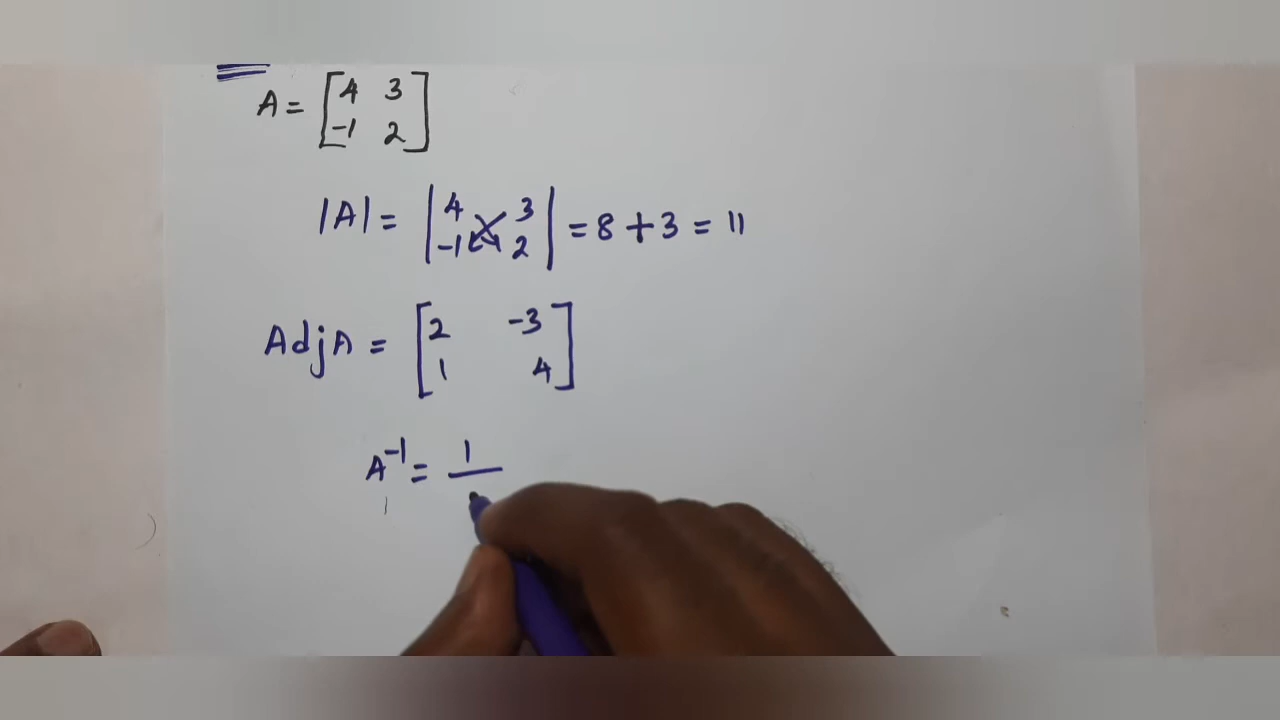 A = [4 3
-1 2]
|A| = |4 3
-1 2| = 8 + 3 = 11
AdjA = [2 -3
1 4]
A⁻¹ = 1/